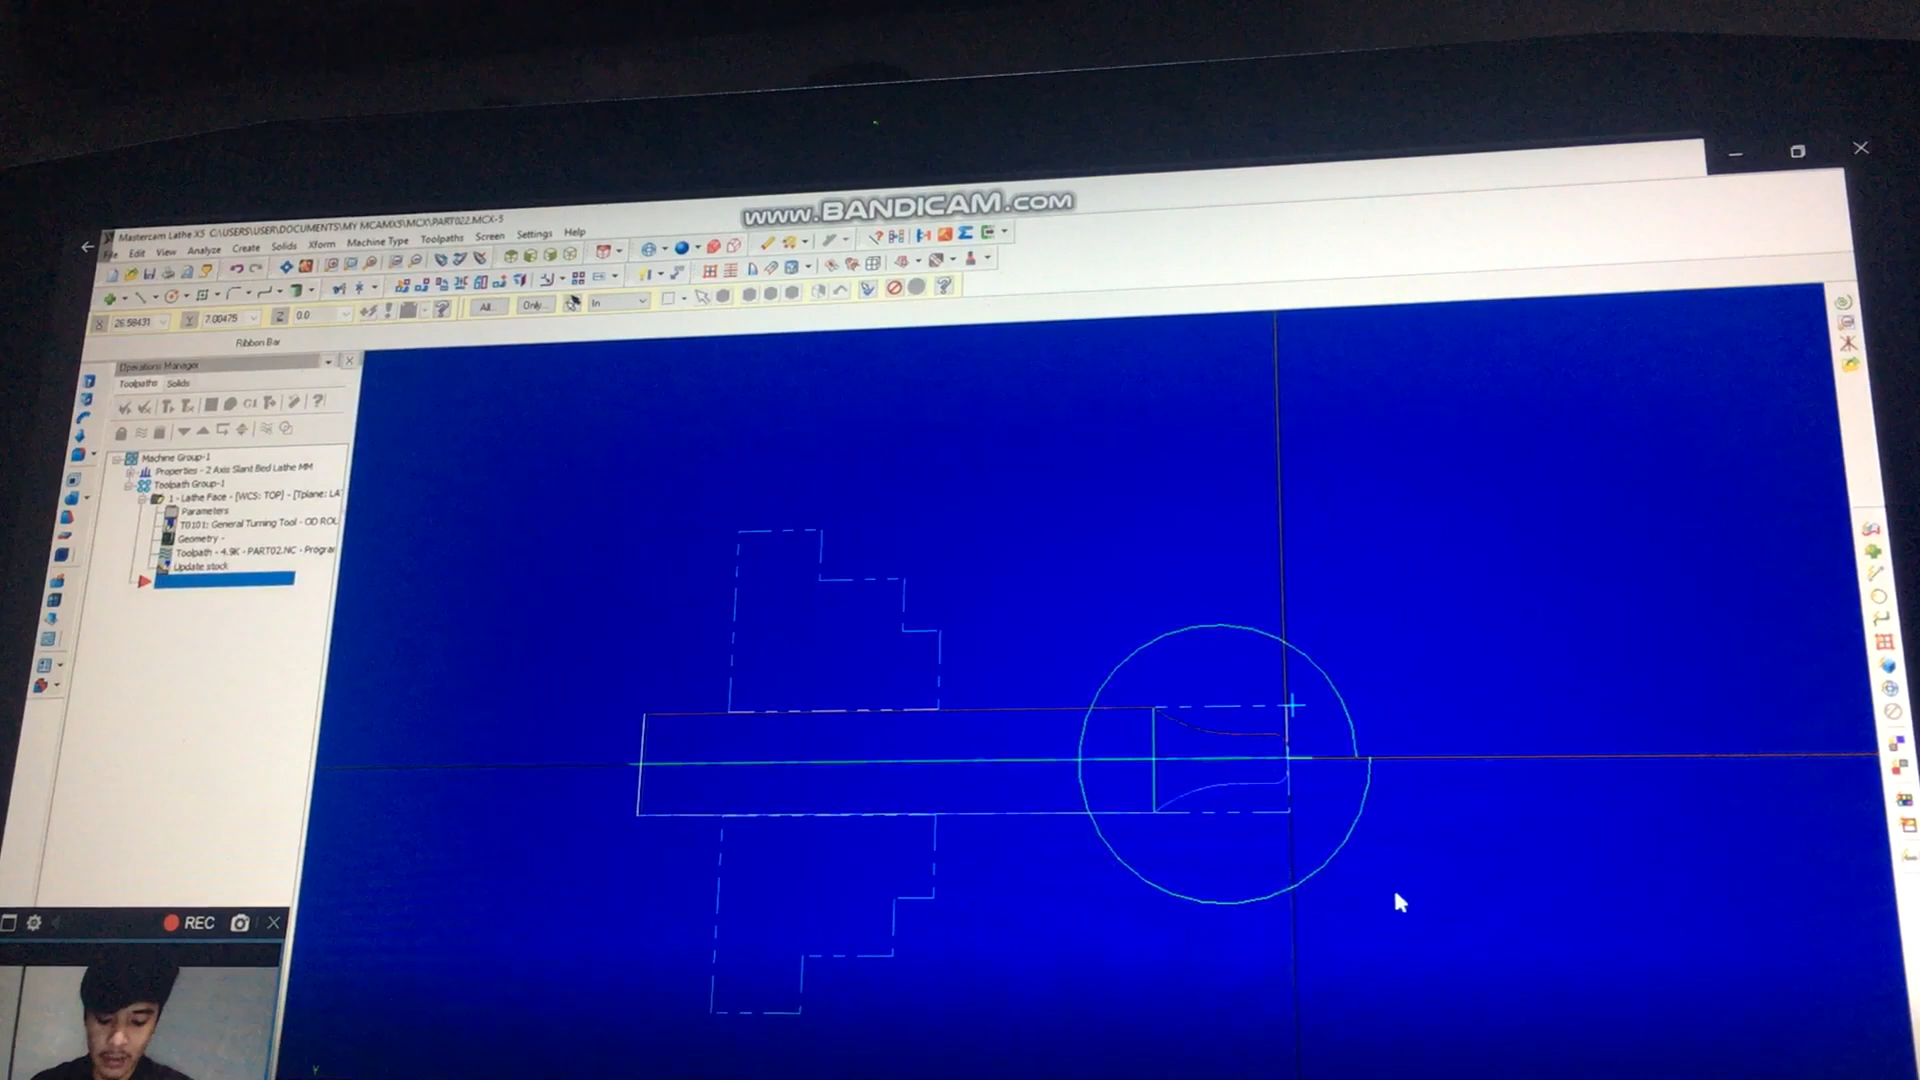 www.BANDICAM.com
Mastercam Lathe X5 C:\USERS\USER\DOCUMENTS\MY MCAMX5\MCX\PART022.MCX-5
File Edit View Analyze Create Solids Xform Machine Type Toolpaths Screen Settings Help
All... Only... In
X 26.58431 Y 7.00475 Z 0.0
Ribbon Bar
Operations Manager
Toolpaths Solids
G1
Machine Group-1
Properties - 2 Axis Slant Bed Lathe MM
Toolpath Group-1
1 - Lathe Face - [WCS: TOP] - [Tplane: LA
Parameters
T0101: General Turning Tool - OD ROU
Geometry -
Toolpath - 4.9K - PART02.NC - Program
Update stock
REC
Y